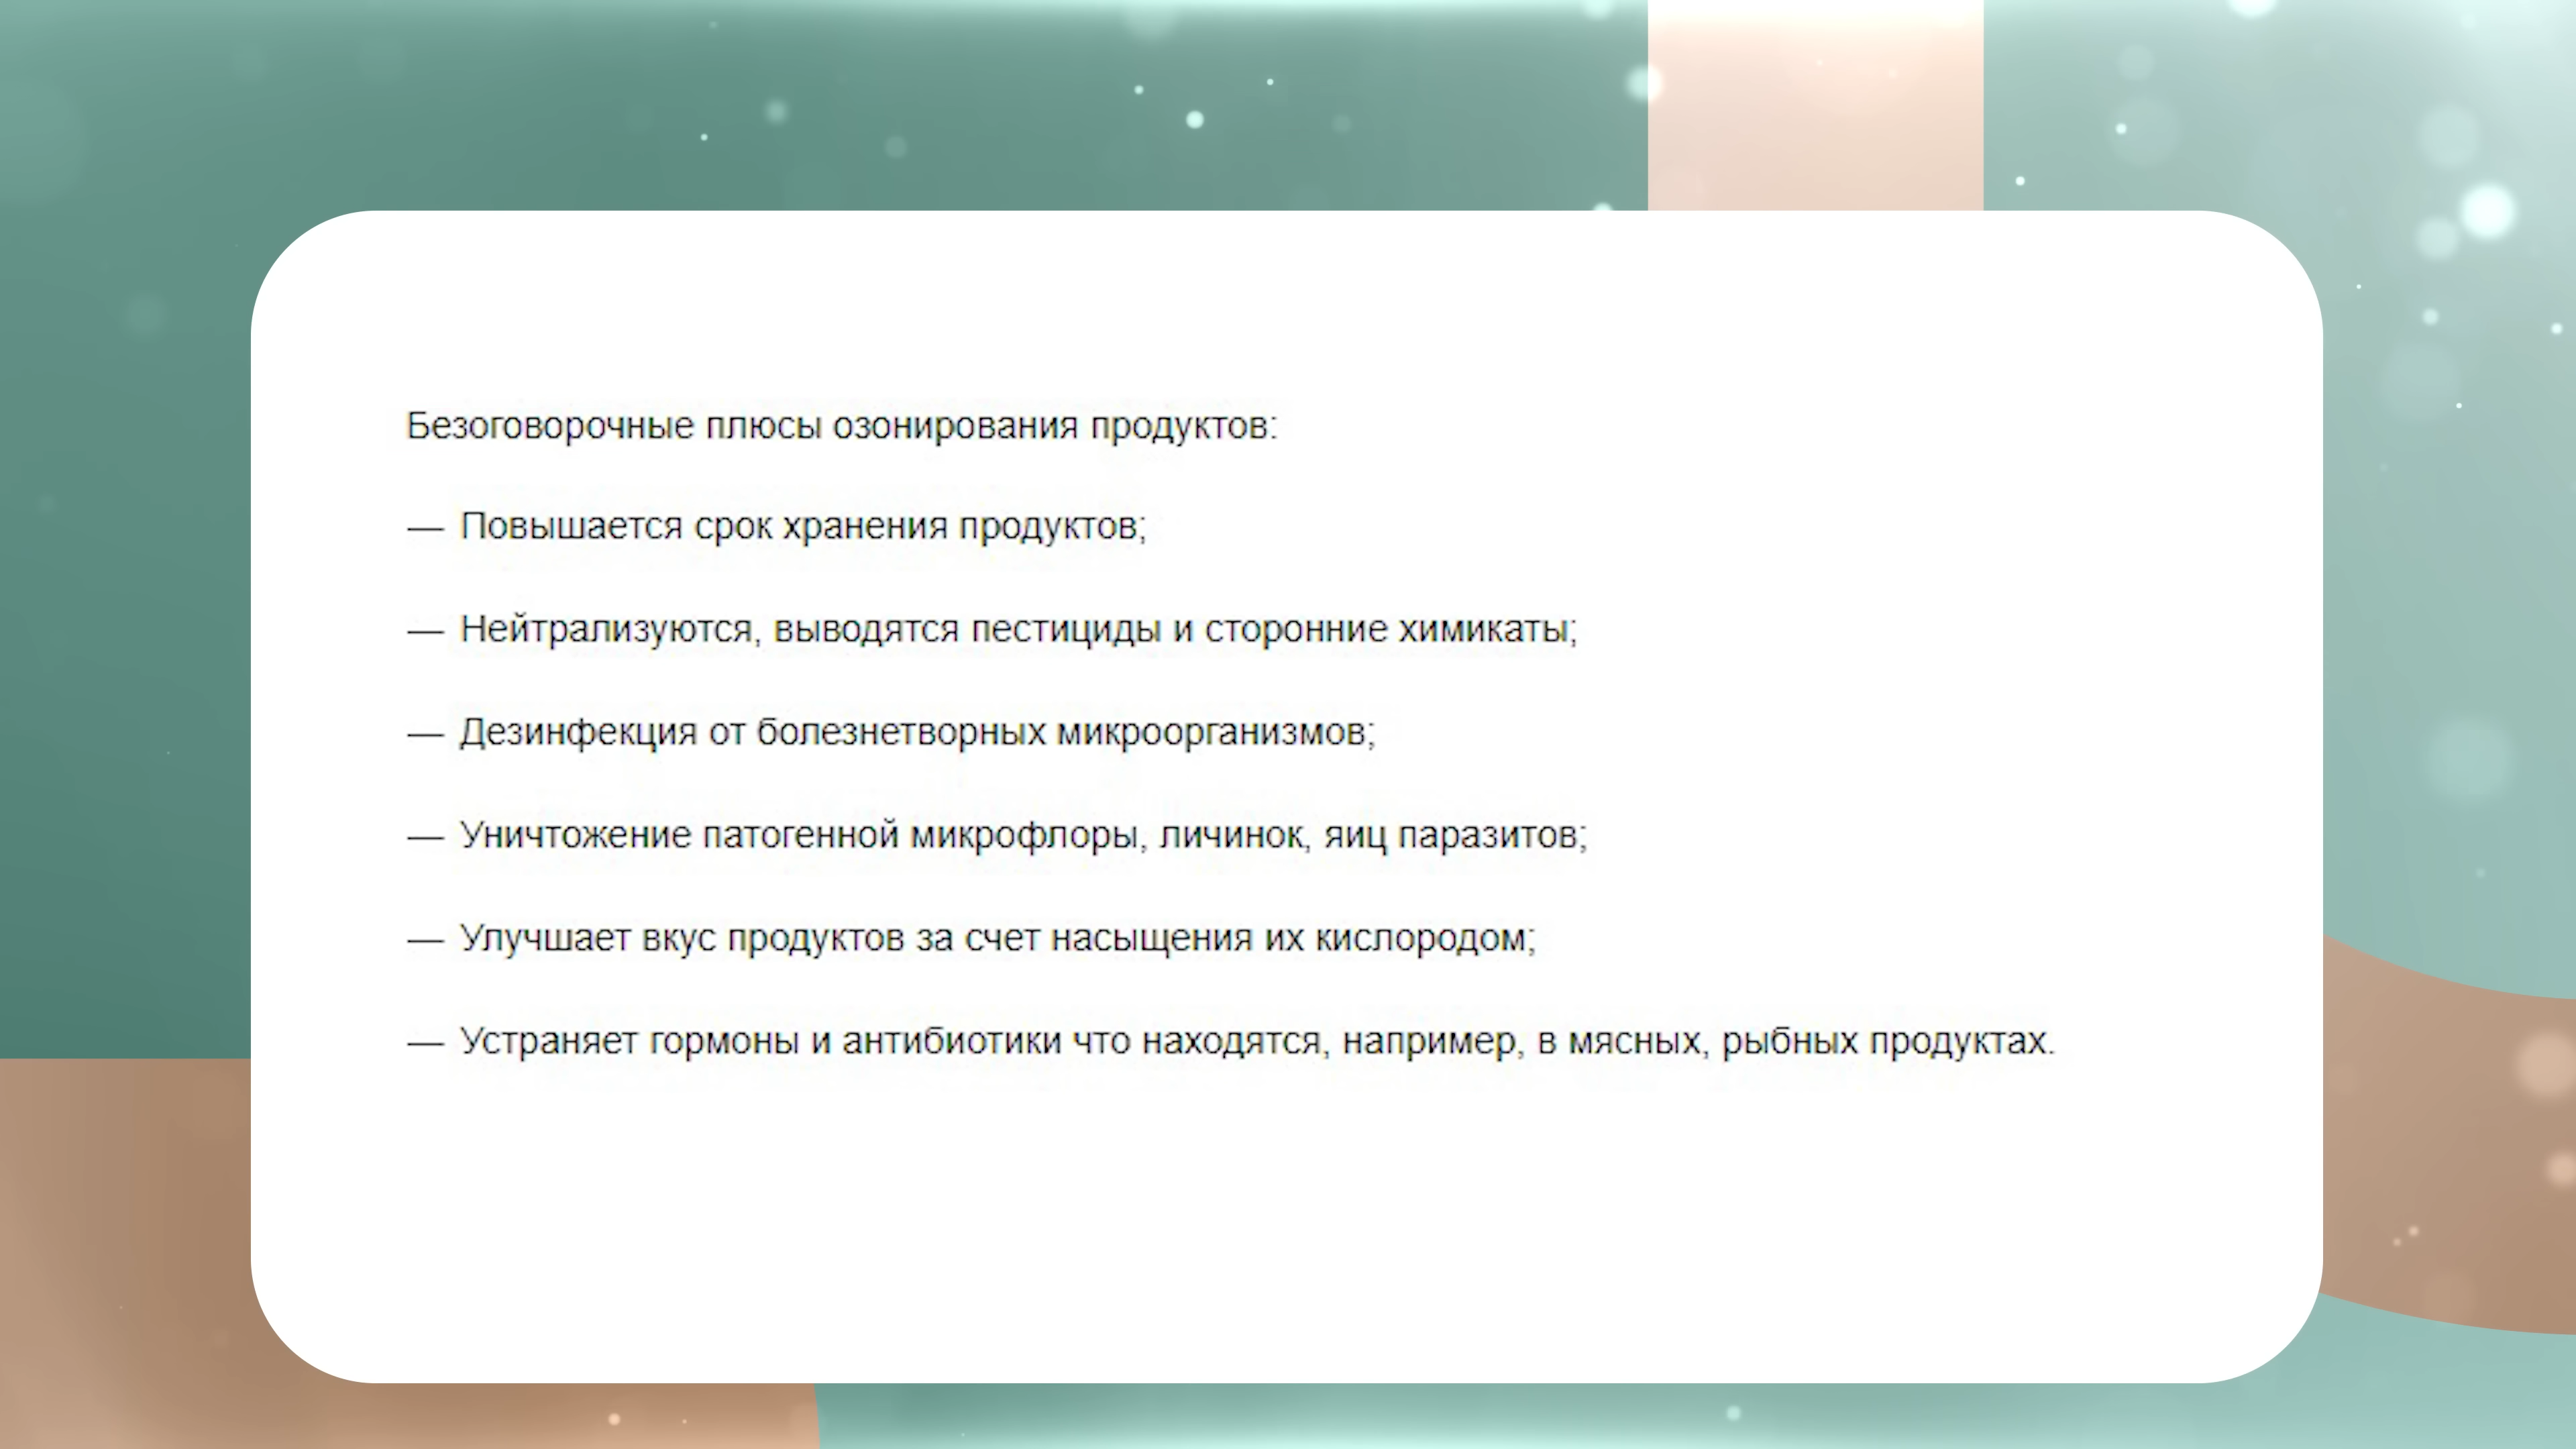 Безоговорочные плюсы озонирования продуктов:
— Повышается срок хранения продуктов;
— Нейтрализуются, выводятся пестициды и сторонние химикаты;
— Дезинфекция от болезнетворных микроорганизмов;
— Уничтожение патогенной микрофлоры, личинок, яиц паразитов;
— Улучшает вкус продуктов за счет насыщения их кислородом;
— Устраняет гормоны и антибиотики что находятся, например, в мясных, рыбных продуктах.